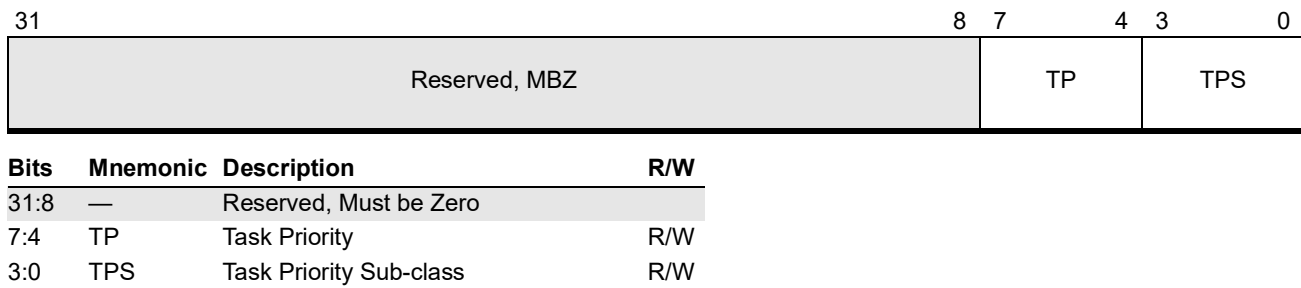 31 8 7 4 3 0
Reserved, MBZ TP TPS
Bits Mnemonic Description R/W
31:8 — Reserved, Must be Zero
7:4 TP Task Priority R/W
3:0 TPS Task Priority Sub-class R/W